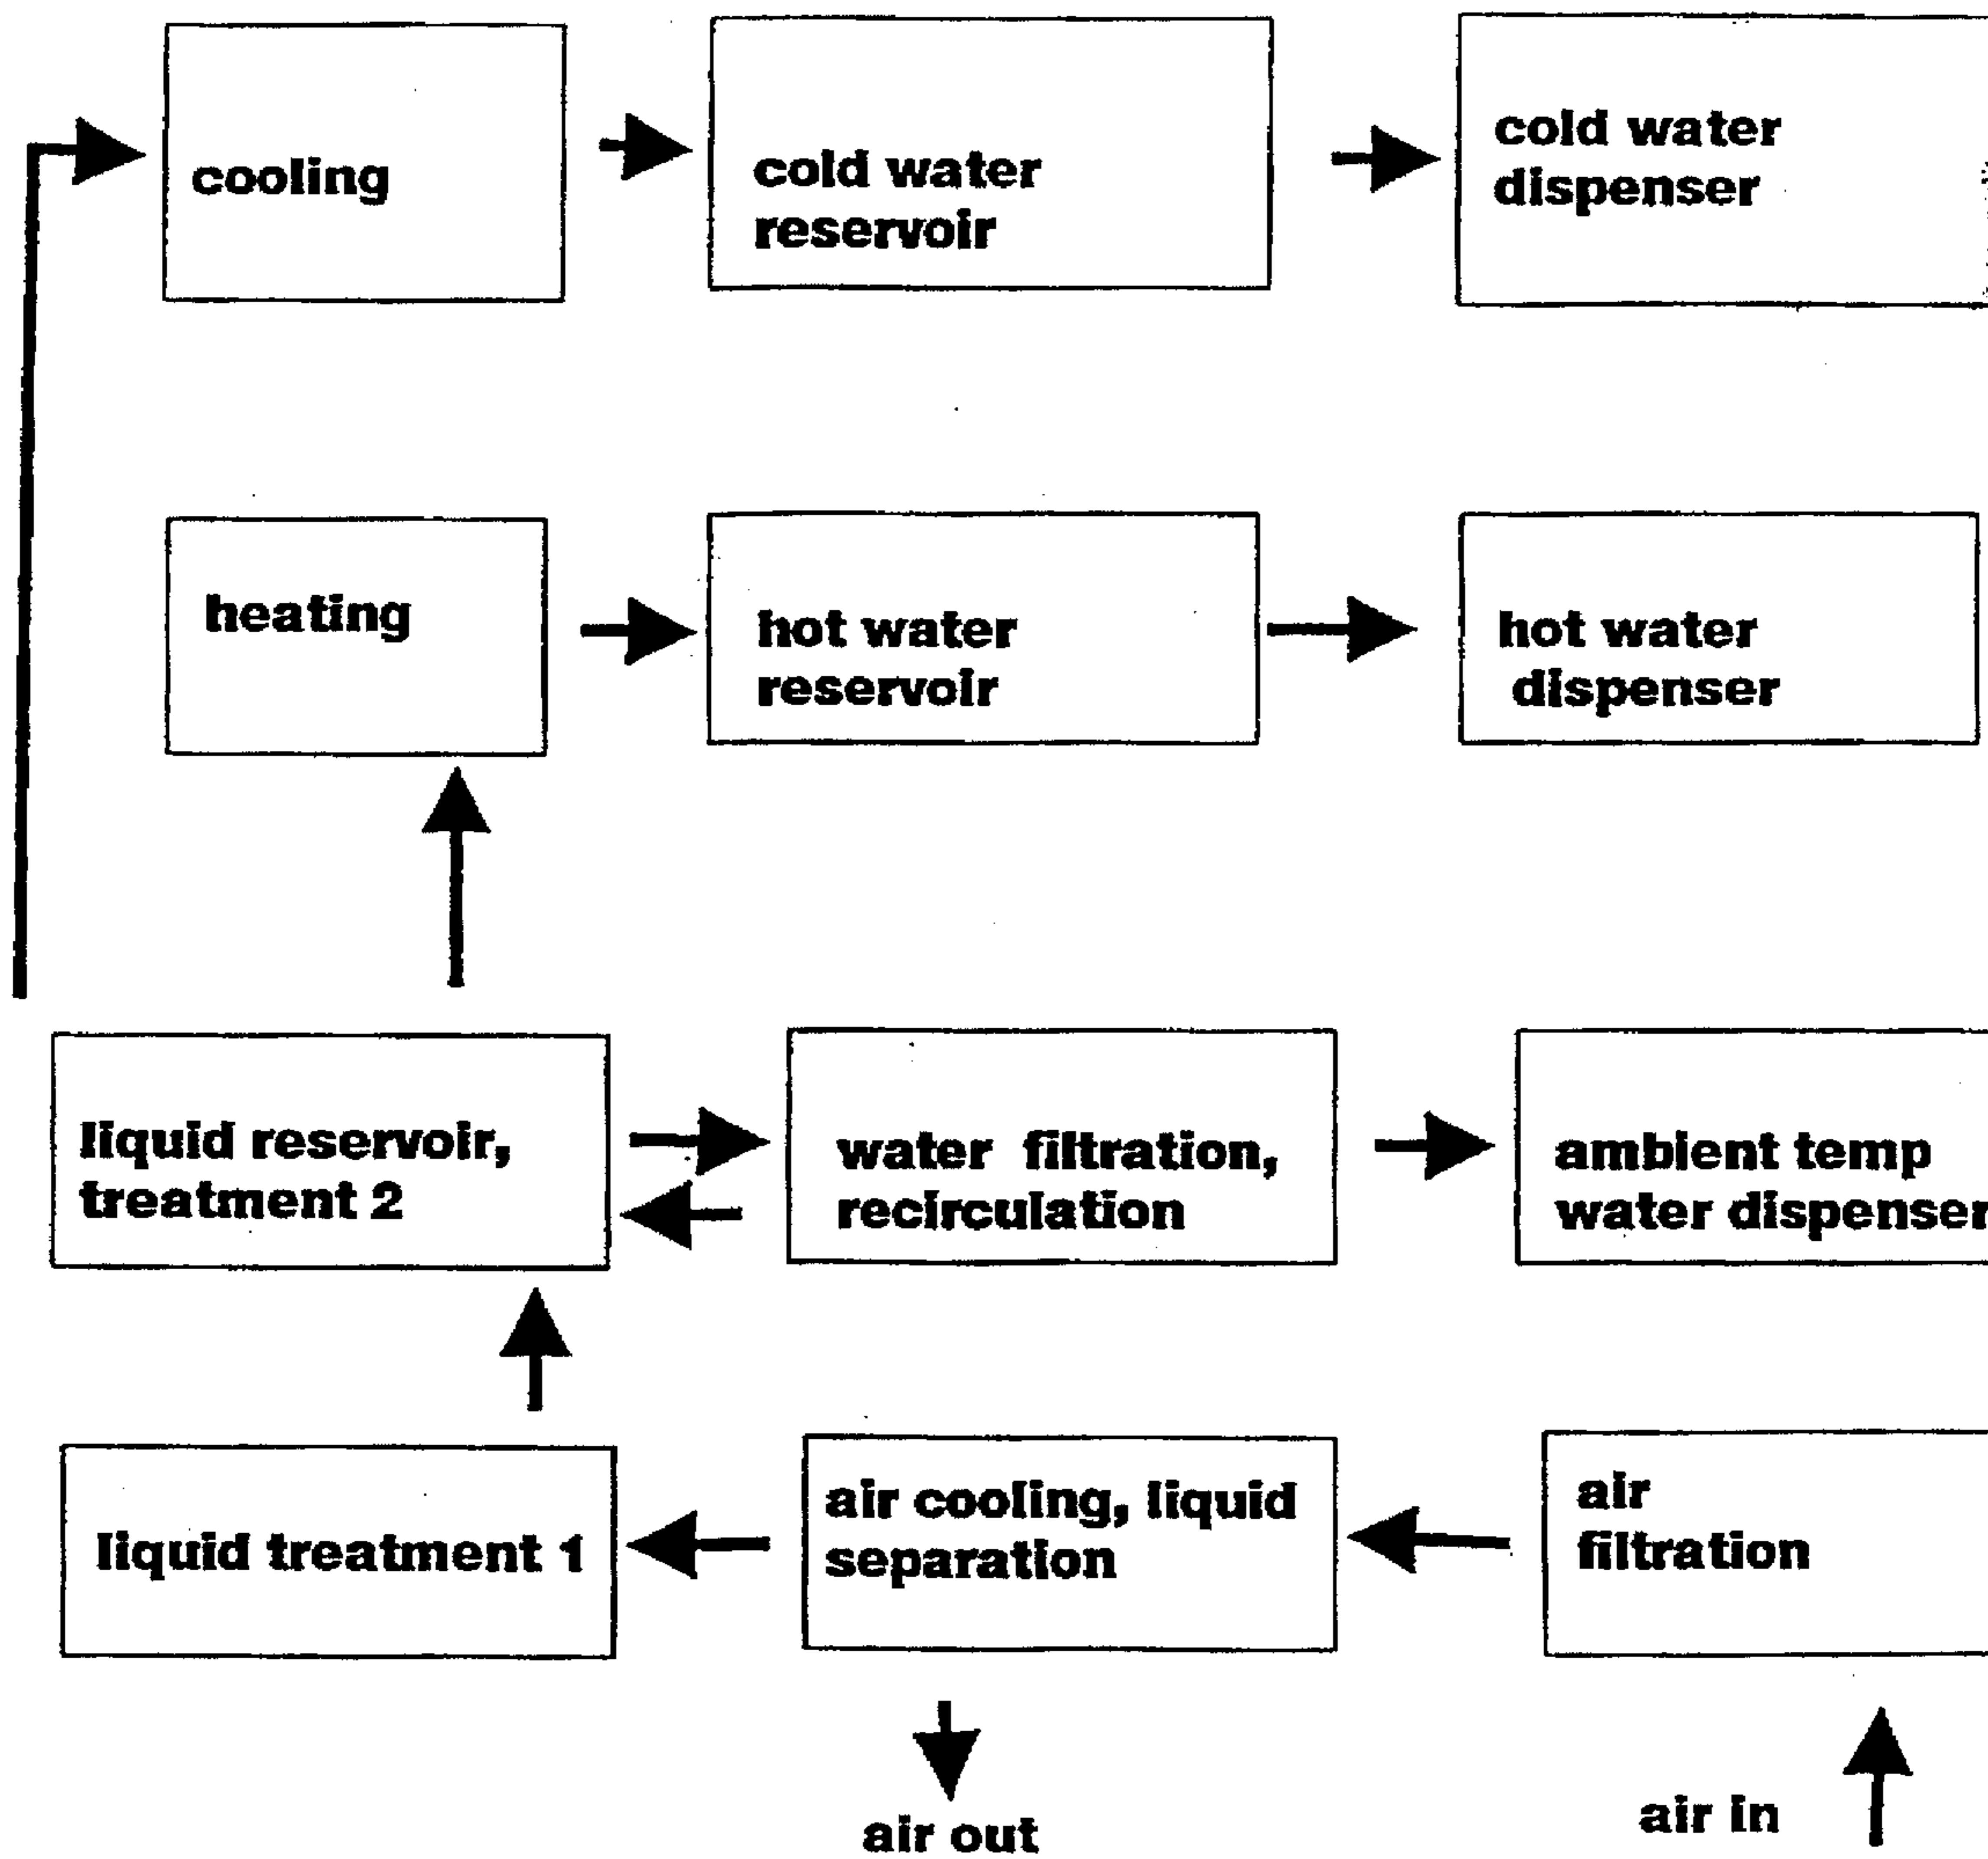 cooling
cold water
reservoir
cold water
dispenser
heating
hot water
reservoir
hot water
dispenser
liquid reservoir,
treatment 2
water filtration,
recirculation
ambient temp
water dispenser
liquid treatment 1
air cooling, liquid
separation
air
filtration
air out
air in